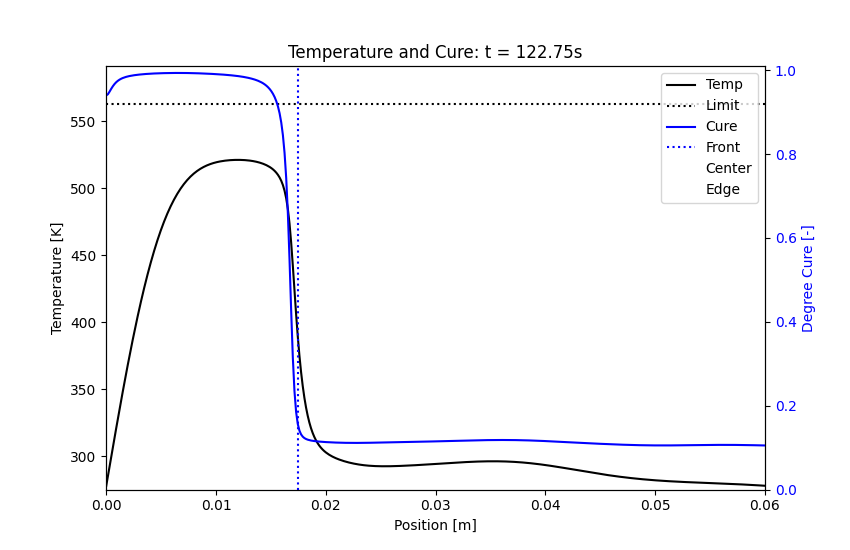 Temperature and Cure: t = 122.75s
Temp
Limit
Cure
Front
Center
Edge
550
500
450
400
350
300
Temperature [K]
1.0
0.8
0.6
0.4
0.2
0.0
Degree Cure [-]
0.00 0.01 0.02 0.03 0.04 0.05 0.06
Position [m]